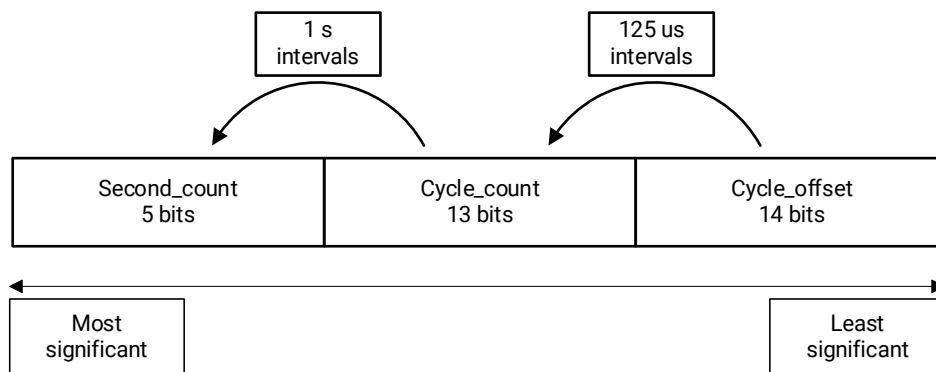 1 s
intervals
125 us
intervals
Second_count
5 bits
Cycle_count
13 bits
Cycle_offset
14 bits
Most
significant
Least
significant